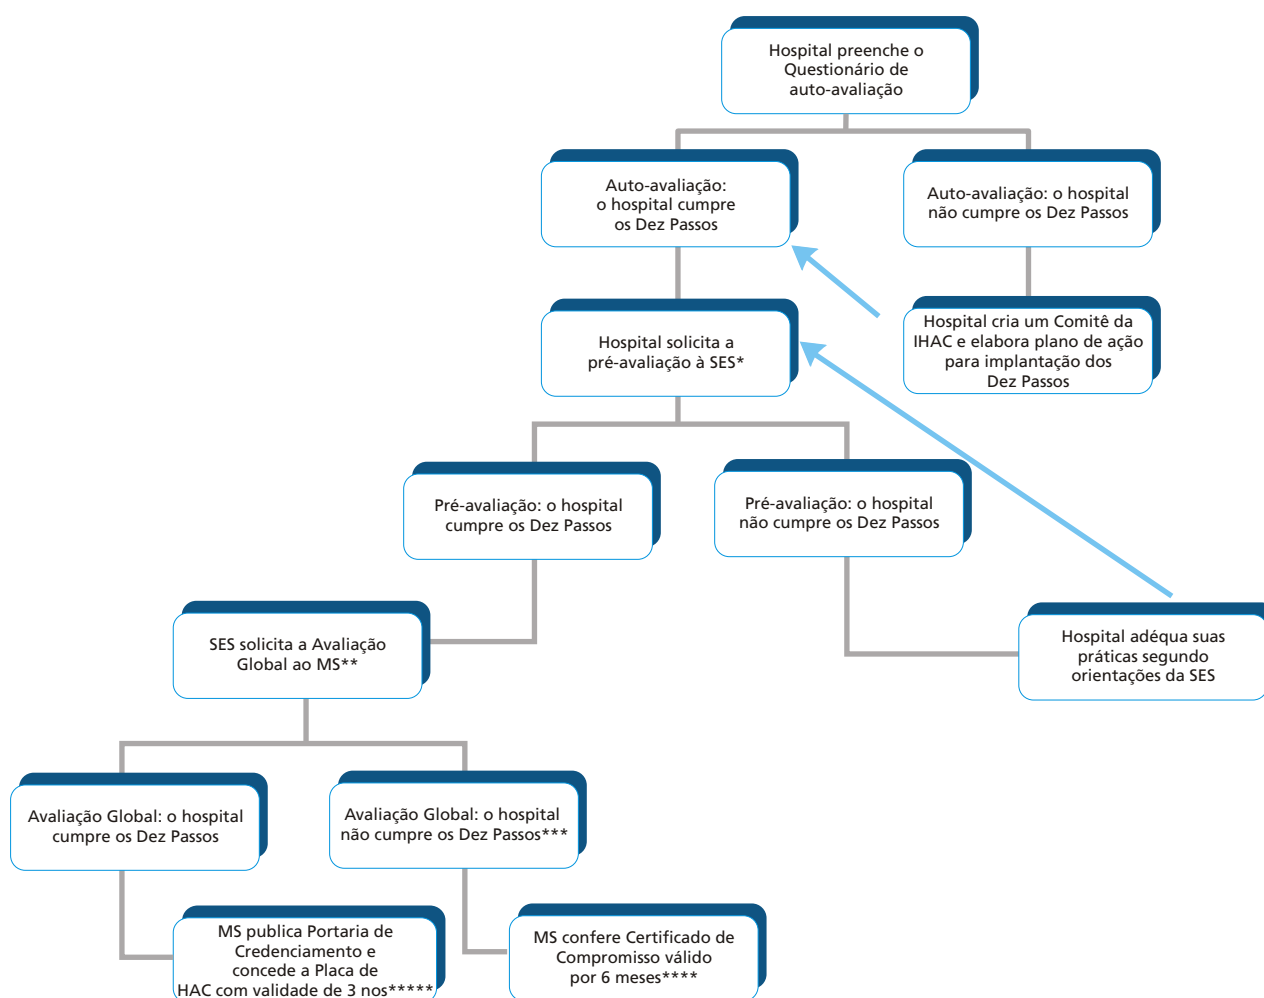 Hospital preenche o
Questionário de
auto-avaliação
Auto-avaliação:
o hospital cumpre
os Dez Passos
Auto-avaliação: o hospital
não cumpre os Dez Passos
Hospital solicita a
pré-avaliação à SES*
Hospital cria um Comitê da
IHAC e elabora plano de ação
para implantação dos
Dez Passos
Pré-avaliação: o hospital
cumpre os Dez Passos
Pré-avaliação: o hospital
não cumpre os Dez Passos
SES solicita a Avaliação
Global ao MS**
Hospital adéqua suas
práticas segundo
orientações da SES
Avaliação Global: o hospital
cumpre os Dez Passos
Avaliação Global: o hospital
não cumpre os Dez Passos***
MS publica Portaria de
Credenciamento e
concede a Placa de
HAC com validade de 3 nos*****
MS confere Certificado de
Compromisso válido
por 6 meses****